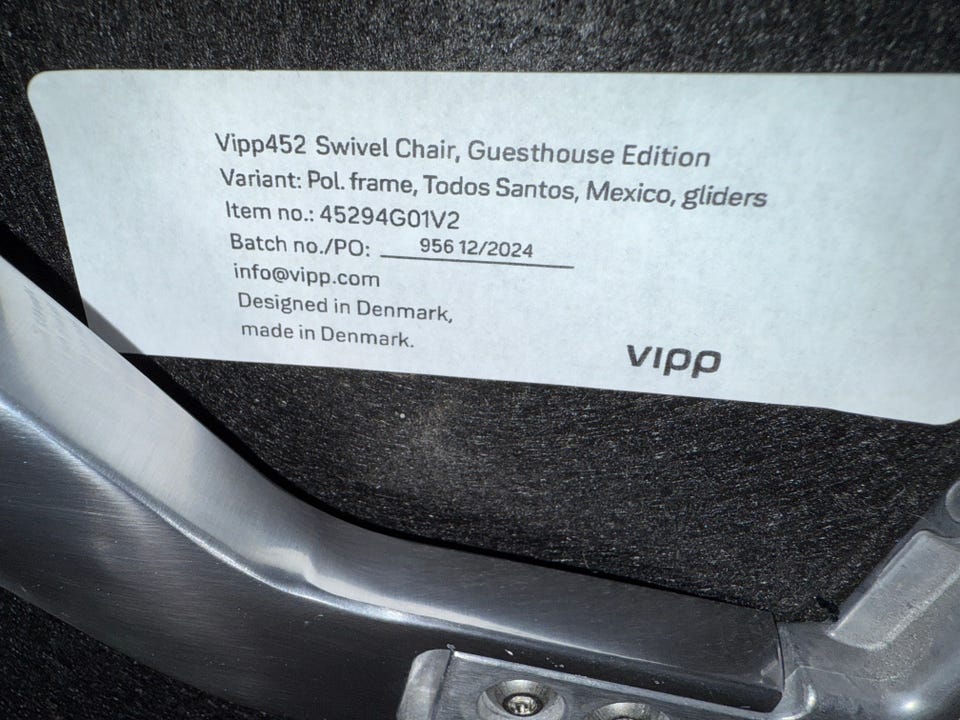 Vipp452 Swivel Chair, Guesthouse Edition
Variant: Pol. frame, Todos Santos, Mexico, gliders
Item no.: 45294G01V2
Batch no./PO: 956 12/2024
info@vipp.com
Designed in Denmark,
made in Denmark.
vipp